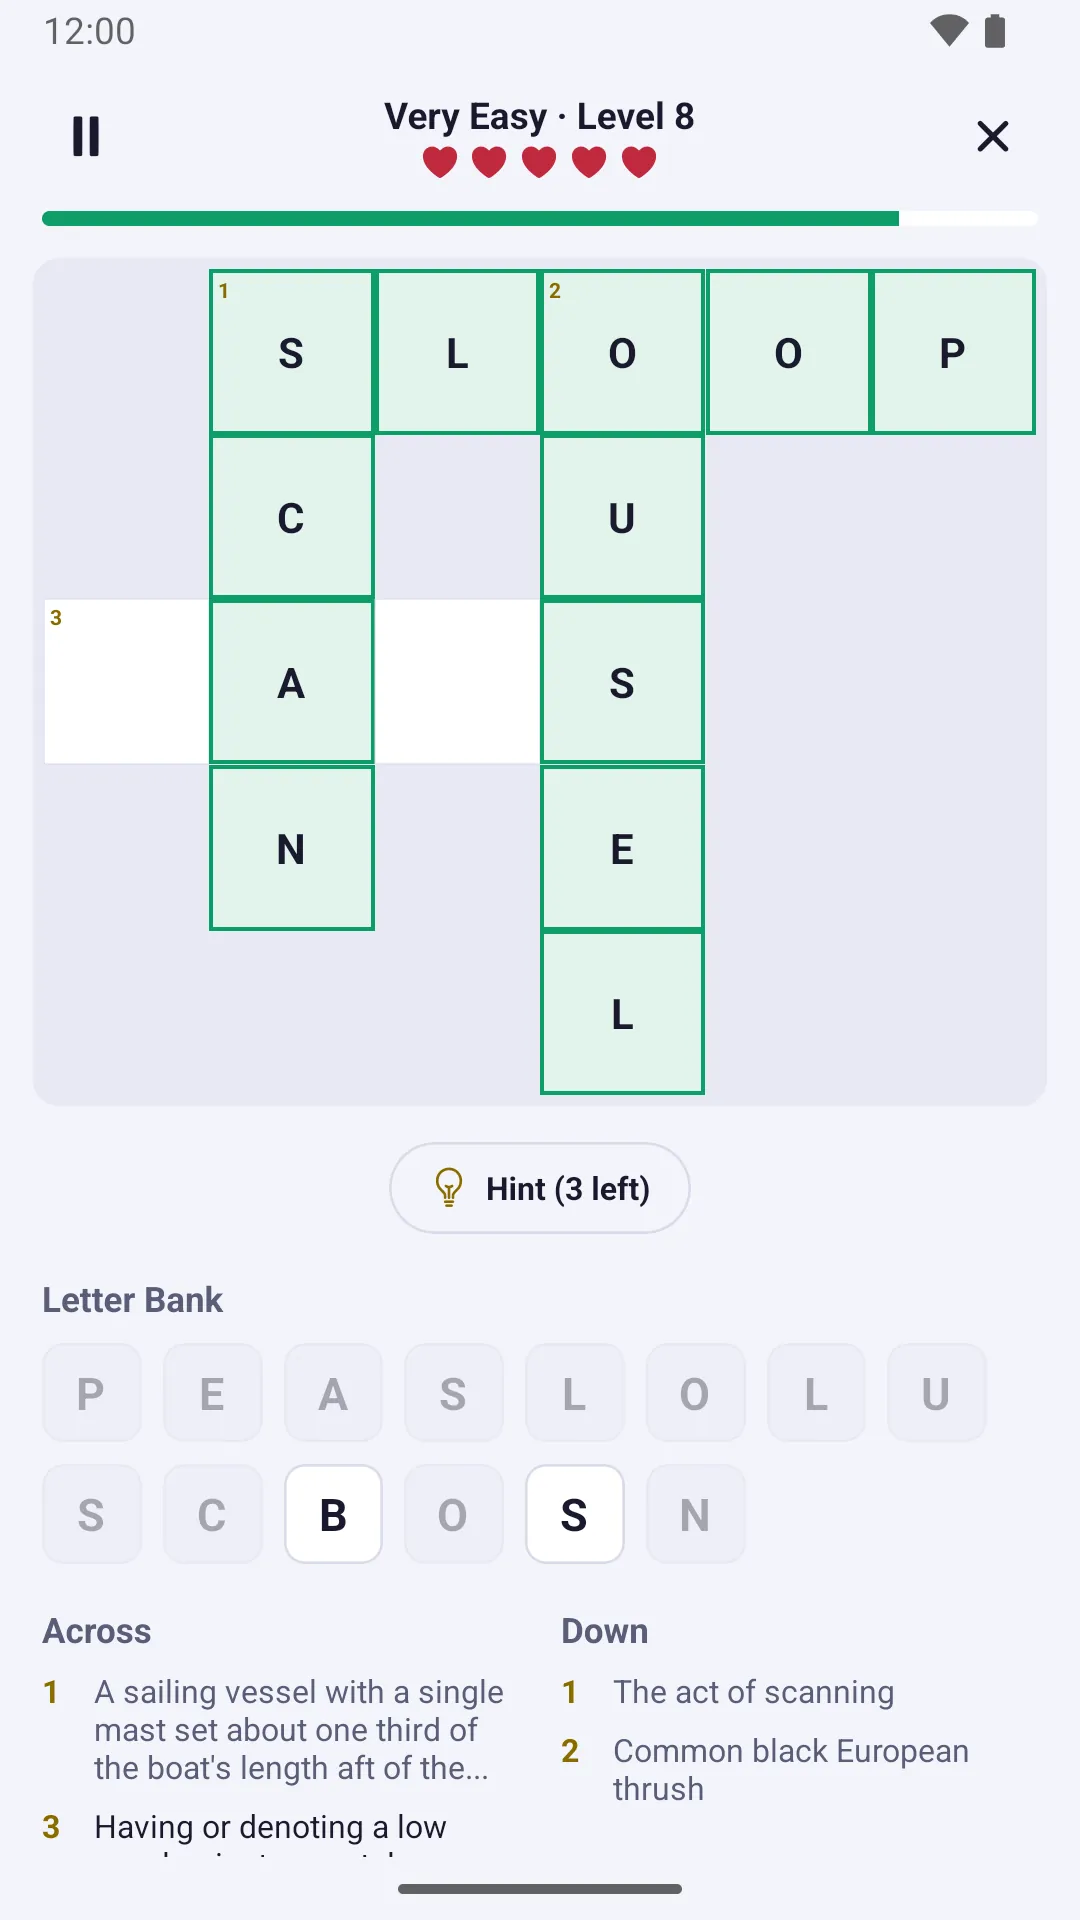 12:00
Very Easy · Level 8
1 S L 2 O O P
C U
3 A S
N E
L
Hint (3 left)
Letter Bank
P E A S L O L U
S C B O S N
Across
1 A sailing vessel with a single
mast set about one third of
the boat's length aft of the...
3 Having or denoting a low
Down
1 The act of scanning
2 Common black European
thrush